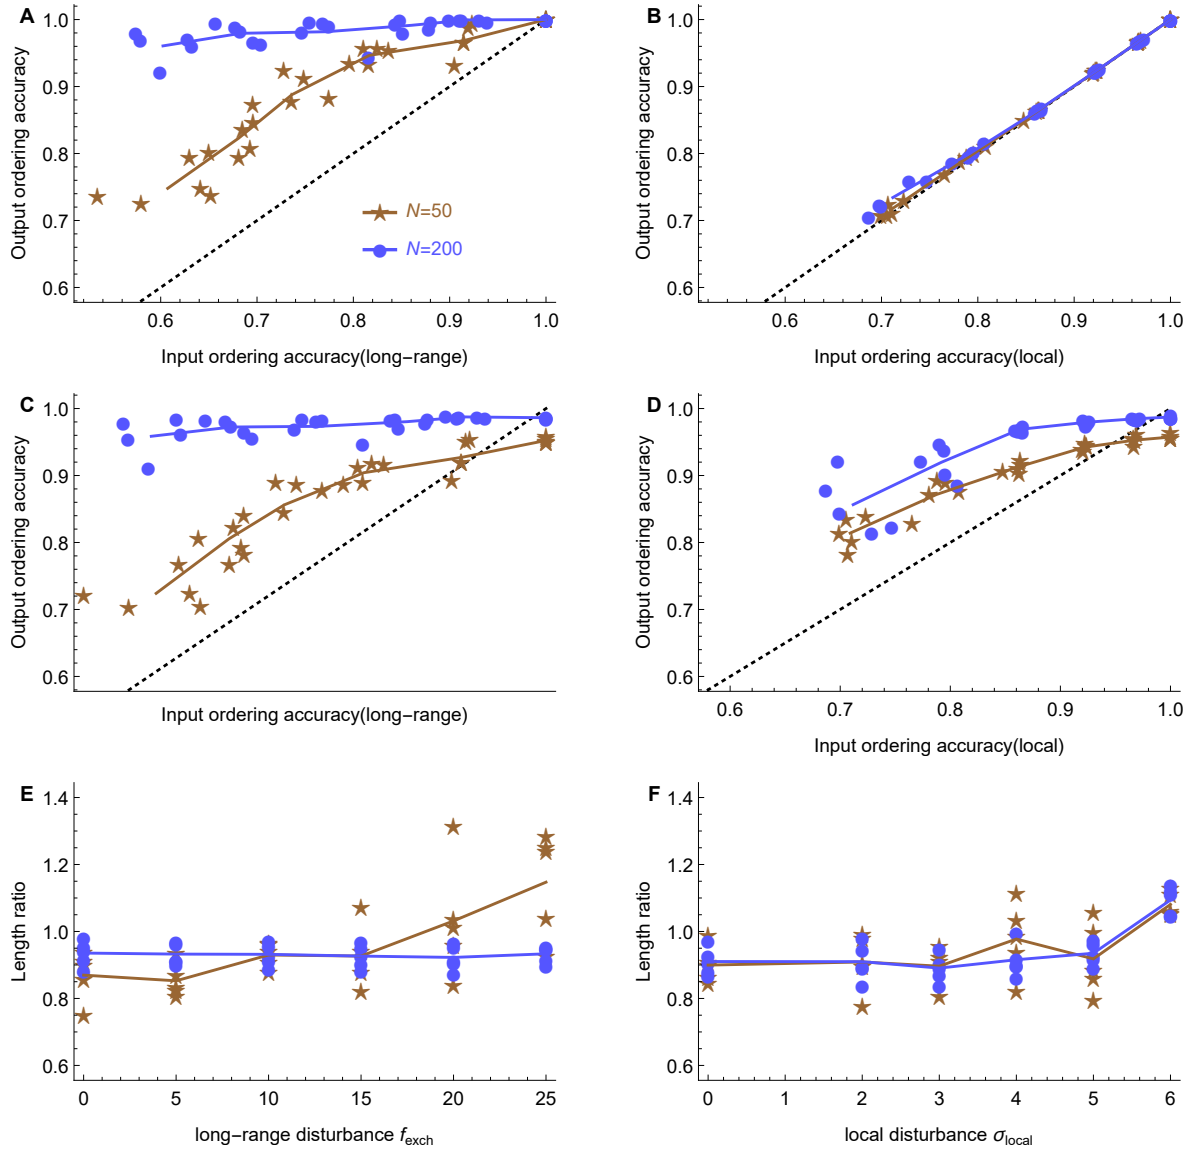 A
1.0
0.9
0.8
0.7
0.6
Output ordering accuracy
N=50
N=200
0.6 0.7 0.8 0.9 1.0
Input ordering accuracy(long−range)
B
1.0
0.9
0.8
0.7
0.6
Output ordering accuracy
0.6 0.7 0.8 0.9 1.0
Input ordering accuracy(local)
C
1.0
0.9
0.8
0.7
0.6
Output ordering accuracy
Input ordering accuracy(long−range)
D
1.0
0.9
0.8
0.7
0.6
Output ordering accuracy
0.6 0.7 0.8 0.9 1.0
Input ordering accuracy(local)
E
1.4
1.2
1.0
0.8
0.6
Length ratio
0 5 10 15 20 25
long−range disturbance fexch
F
1.4
1.2
1.0
0.8
0.6
Length ratio
0 1 2 3 4 5 6
local disturbance σlocal